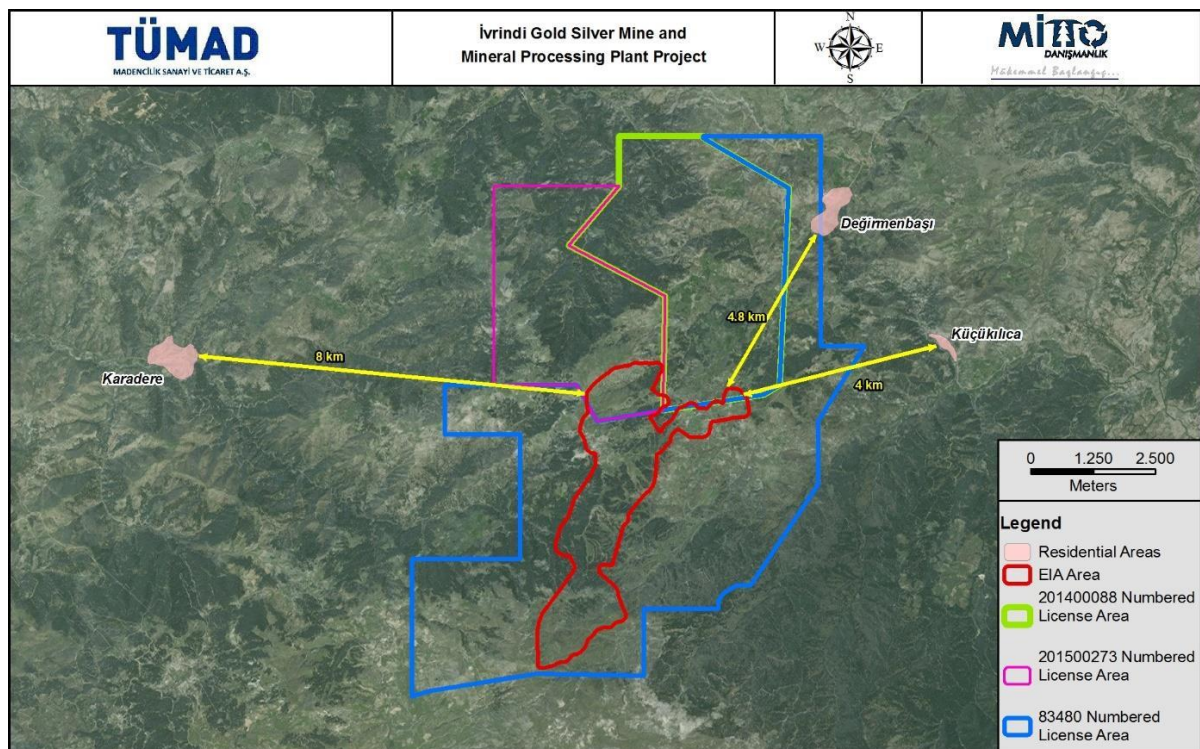 TÜMAD
MADENCİLİK SANAYİ VE TİCARET A.Ş.
İvrindi Gold Silver Mine and
Mineral Processing Plant Project
N
W
E
S
MİTTO
DANIŞMANLIK
Mükemmel Başlangıç...
Değirmenbaşı
4.8 km
Küçükılıca
8 km
Karadere
4 km
0 1.250 2.500
Meters
Legend
Residential Areas
EIA Area
201400088 Numbered
License Area
201500273 Numbered
License Area
83480 Numbered
License Area